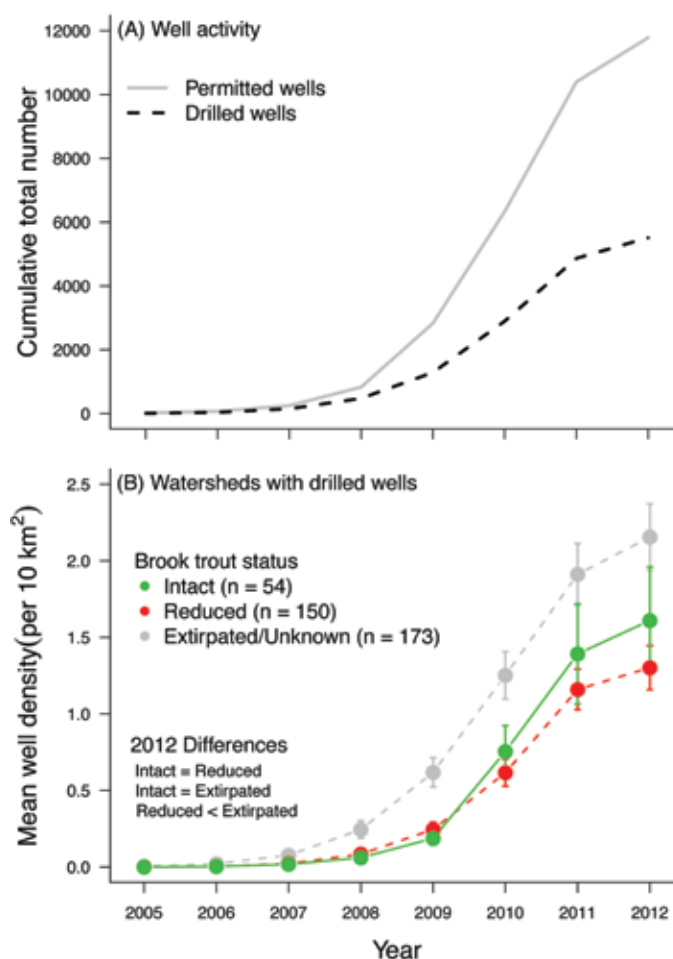 (A) Well activity
Permitted wells
Drilled wells
Cumulative total number
12000
10000
8000
6000
4000
2000
0
(B) Watersheds with drilled wells
Brook trout status
Intact (n = 54)
Reduced (n = 150)
Extirpated/Unknown (n = 173)
2012 Differences
Intact = Reduced
Intact = Extirpated
Reduced < Extirpated
Mean well density(per 10 km²)
2.5
2.0
1.5
1.0
0.5
0.0
2005 2006 2007 2008 2009 2010 2011 2012
Year